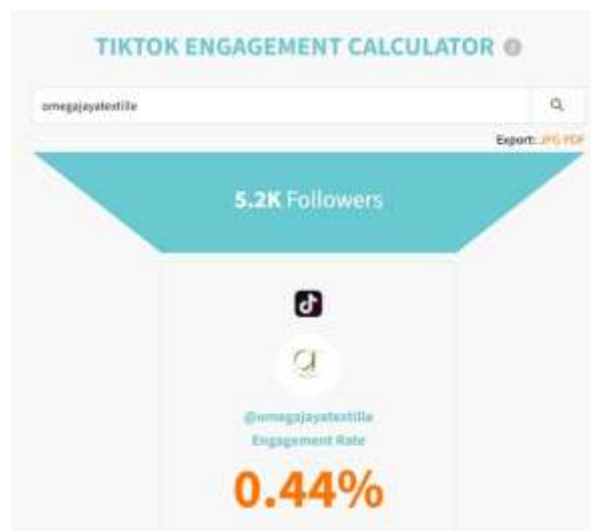 TIKTOK ENGAGEMENT CALCULATOR
omegajayatextille
Export: JPG PDF
5.2K Followers
@omegajayatextille
Engagement Rate
0.44%